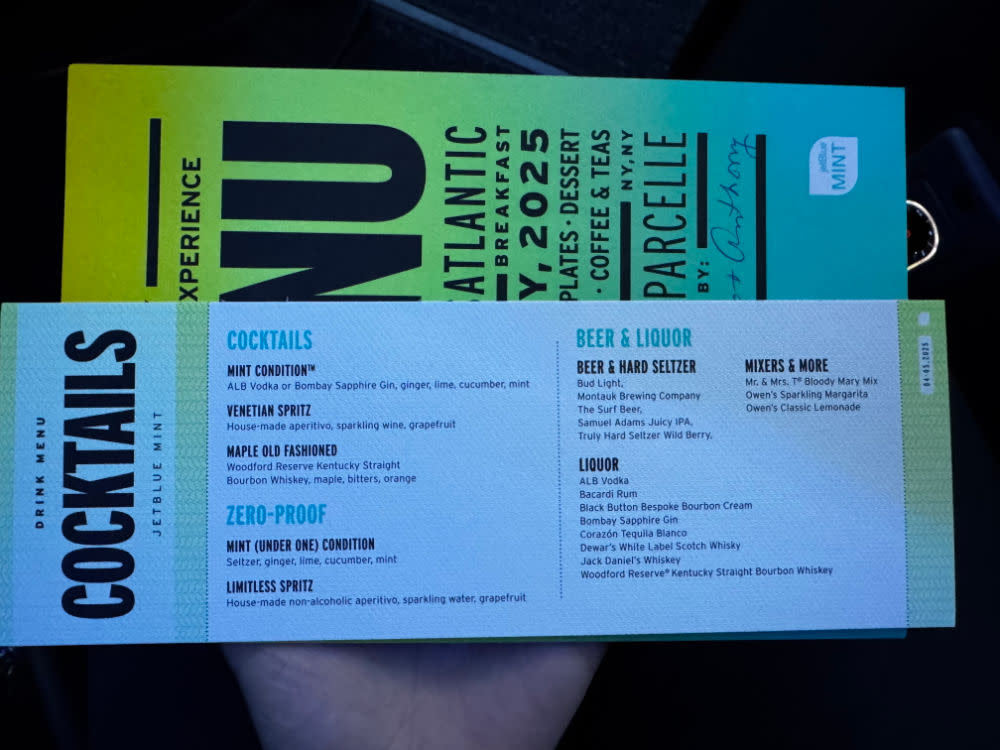 XPERIENCE
NU
ATLANTIC
BREAKFAST
Y, 2025
PLATES · DESSERT
· COFFEE & TEAS
NY, NY
PARCELLE
BY:
Anthony
jetBlue
MINT
DRINK MENU
COCKTAILS
JETBLUE MINT
COCKTAILS
MINT CONDITION™
ALB Vodka or Bombay Sapphire Gin, ginger, lime, cucumber, mint
VENETIAN SPRITZ
House-made aperitivo, sparkling wine, grapefruit
MAPLE OLD FASHIONED
Woodford Reserve Kentucky Straight
Bourbon Whiskey, maple, bitters, orange
ZERO-PROOF
MINT (UNDER ONE) CONDITION
Seltzer, ginger, lime, cucumber, mint
LIMITLESS SPRITZ
House-made non-alcoholic aperitivo, sparkling water, grapefruit
BEER & LIQUOR
BEER & HARD SELTZER
Bud Light,
Montauk Brewing Company
The Surf Beer,
Samuel Adams Juicy IPA,
Truly Hard Seltzer Wild Berry,
MIXERS & MORE
Mr. & Mrs. T® Bloody Mary Mix
Owen's Sparkling Margarita
Owen's Classic Lemonade
LIQUOR
ALB Vodka
Bacardi Rum
Black Button Bespoke Bourbon Cream
Bombay Sapphire Gin
Corazón Tequila Blanco
Dewar's White Label Scotch Whisky
Jack Daniel's Whiskey
Woodford Reserve® Kentucky Straight Bourbon Whiskey
04.05.2025